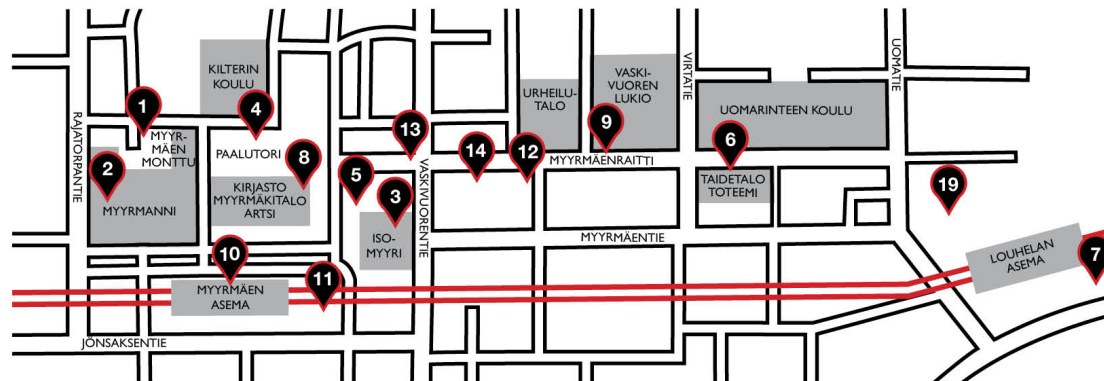 KILTERIN
KOULU
RAJATORPANTIE
1
MYYR-
MÄEN
MONTTU
2
MYYRMANNI
4
PAALUTORI
8
KIRJASTO
MYYRMÄKITALO
ARTSI
10
MYYRMÄEN
ASEMA
11
JÖNSAKSENTIE
5
3
ISO-
MYYRI
13
VASKIVUORENTIE
14
12
URHEILU-
TALO
VASKI-
VUOREN
LUKIO
9
MYYRMÄENRAITTI
MYYRMÄENTIE
VIRTATIE
UOMARINTEEN KOULU
6
TAIDETALO
TOTEEMI
UOMATIE
19
LOUHELAN
ASEMA
7